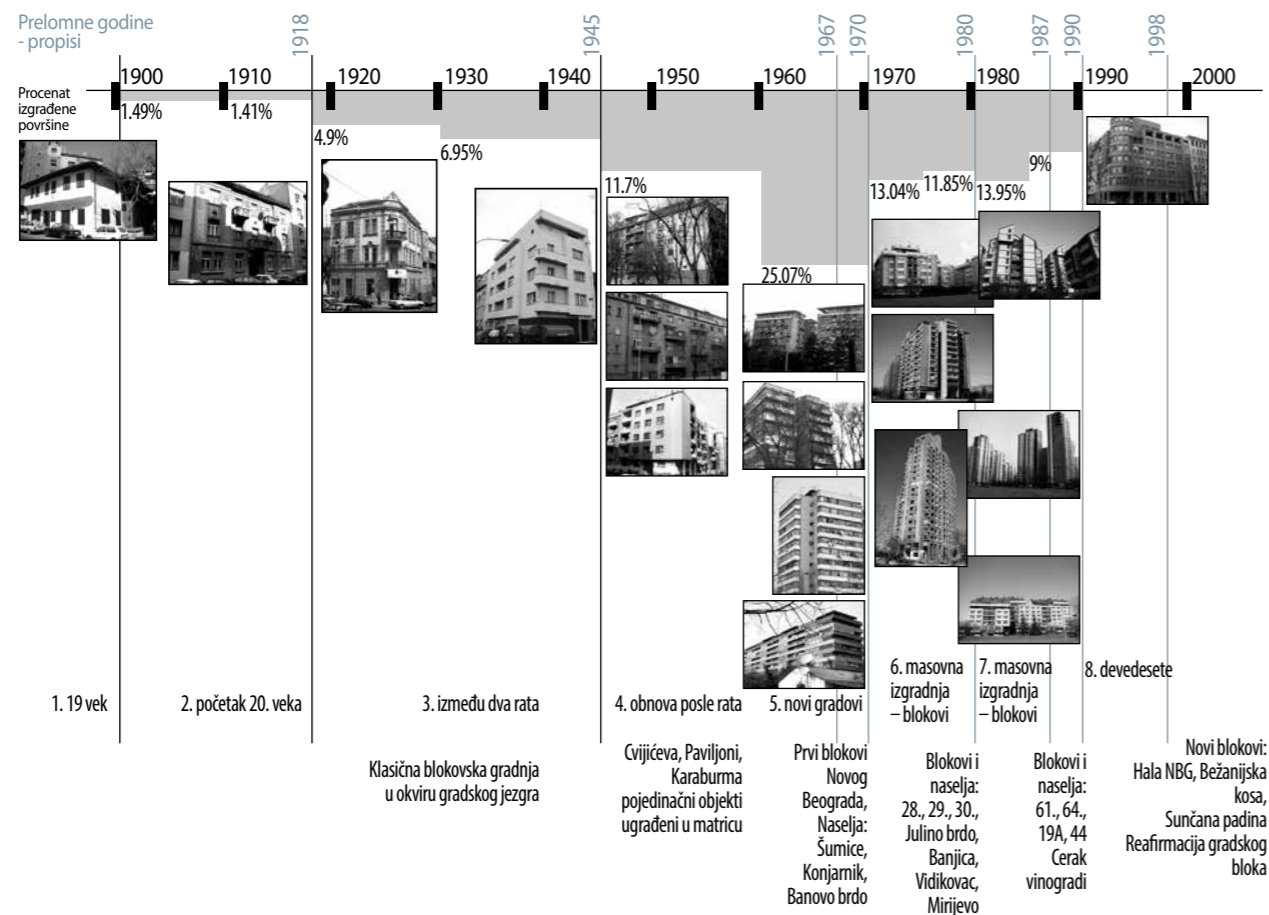 Prelomne godine
- propisi
1918
1945
1967
1970
1980
1987
1990
1998
1900
1910
1920
1930
1940
1950
1960
1970
1980
1990
2000
Procenat
izgrađene
površine
1.49%
1.41%
4.9%
6.95%
11.7%
25.07%
13.04%
11.85%
13.95%
9%
1. 19 vek
2. početak 20. veka
3. između dva rata
4. obnova posle rata
5. novi gradovi
6. masovna
izgradnja
– blokovi
7. masovna
izgradnja
– blokovi
8. devedesete
Klasična blokovska gradnja
u okviru gradskog jezgra
Cvijićeva, Paviljoni,
Karaburma
pojedinačni objekti
ugrađeni u matricu
Prvi blokovi
Novog
Beograda,
Naselja:
Šumice,
Konjarnik,
Banovo brdo
Blokovi i
naselja:
28., 29., 30.,
Julino brdo,
Banjica,
Vidikovac,
Mirijevo
Blokovi i
naselja:
61., 64.,
19A, 44
Cerak
vinogradi
Novi blokovi:
Hala NBG, Bežanijska
kosa,
Sunčana padina
Reafirmacija gradskog
bloka